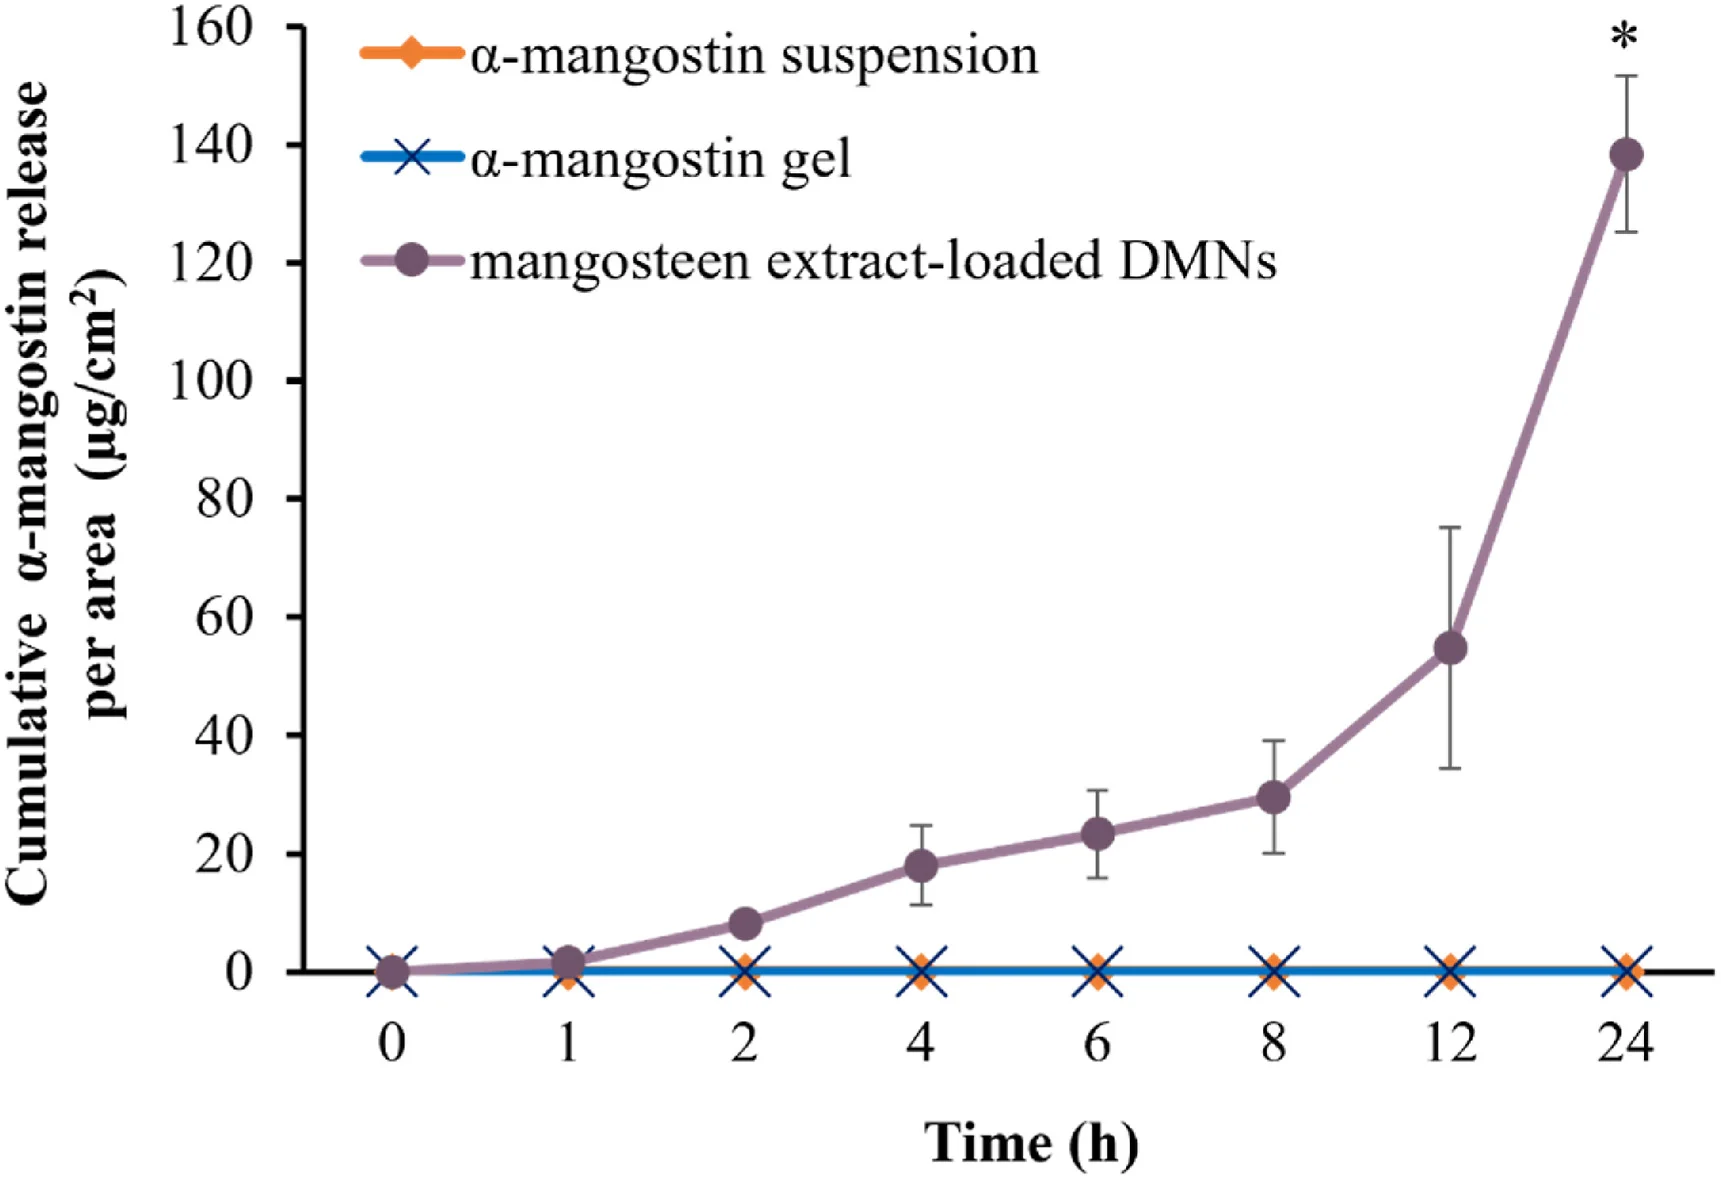 Cumulative α-mangostin release
per area (µg/cm²)
160
140
120
100
80
60
40
20
0
α-mangostin suspension
α-mangostin gel
mangosteen extract-loaded DMNs
*
0 1 2 4 6 8 12 24
Time (h)